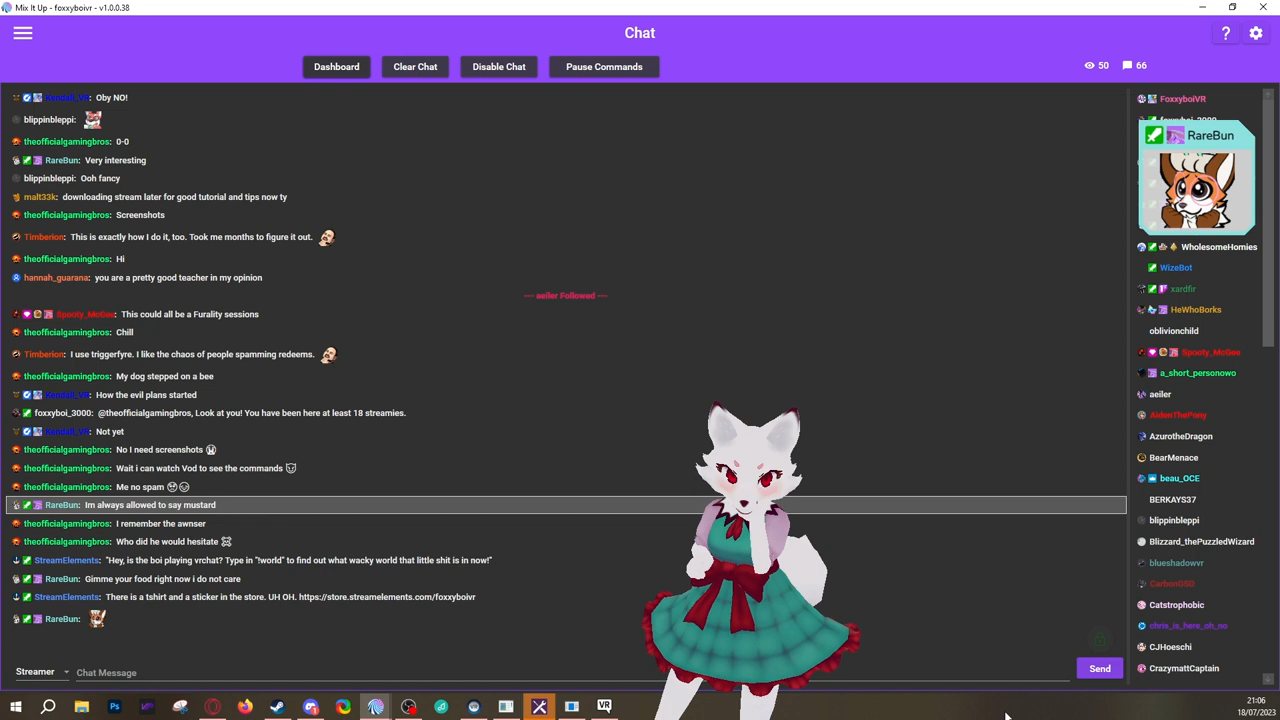 Mix It Up - foxxyboivr - v1.0.0.38
Chat
Dashboard Clear Chat Disable Chat Pause Commands 50 66
Kendall_VR: Oby NO!
blippinbleppi:
theofficialgamingbros: 0-0
RareBun: Very interesting
blippinbleppi: Ooh fancy
malt33k: downloading stream later for good tutorial and tips now ty
theofficialgamingbros: Screenshots
Timberion: This is exactly how I do it, too. Took me months to figure it out.
theofficialgamingbros: Hi
hannah_guarana: you are a pretty good teacher in my opinion
--- aeiler Followed ---
Spooty_McGee: This could all be a Furality sessions
theofficialgamingbros: Chill
Timberion: I use triggerfyre. I like the chaos of people spamming redeems.
theofficialgamingbros: My dog stepped on a bee
Kendall_VR: How the evil plans started
foxxyboi_3000: @theofficialgamingbros, Look at you! You have been here at least 18 streamies.
Kendall_VR: Not yet
theofficialgamingbros: No I need screenshots
theofficialgamingbros: Wait i can watch Vod to see the commands
theofficialgamingbros: Me no spam
RareBun: Im always allowed to say mustard
theofficialgamingbros: I remember the awnser
theofficialgamingbros: Who did he would hesitate
StreamElements: "Hey, is the boi playing vrchat? Type in "!world" to find out what wacky world that little shit is in now!"
RareBun: Gimme your food right now i do not care
StreamElements: There is a tshirt and a sticker in the store. UH OH. https://store.streamelements.com/foxxyboivr
RareBun:
Streamer Chat Message Send
FoxxyboiVR
foxxyboi_3000
RareBun
WholesomeHomies
WizeBot
xardfir
HeWhoBorks
oblivionchild
Spooty_McGee
a_short_personowo
aeiler
AidenThePony
AzurotheDragon
BearMenace
beau_OCE
BERKAYS37
blippinbleppi
Blizzard_thePuzzledWizard
blueshadowvr
Catstrophobic
chris_is_here_oh_no
CJHoeschi
CrazymattCaptain
21:06
18/07/2023